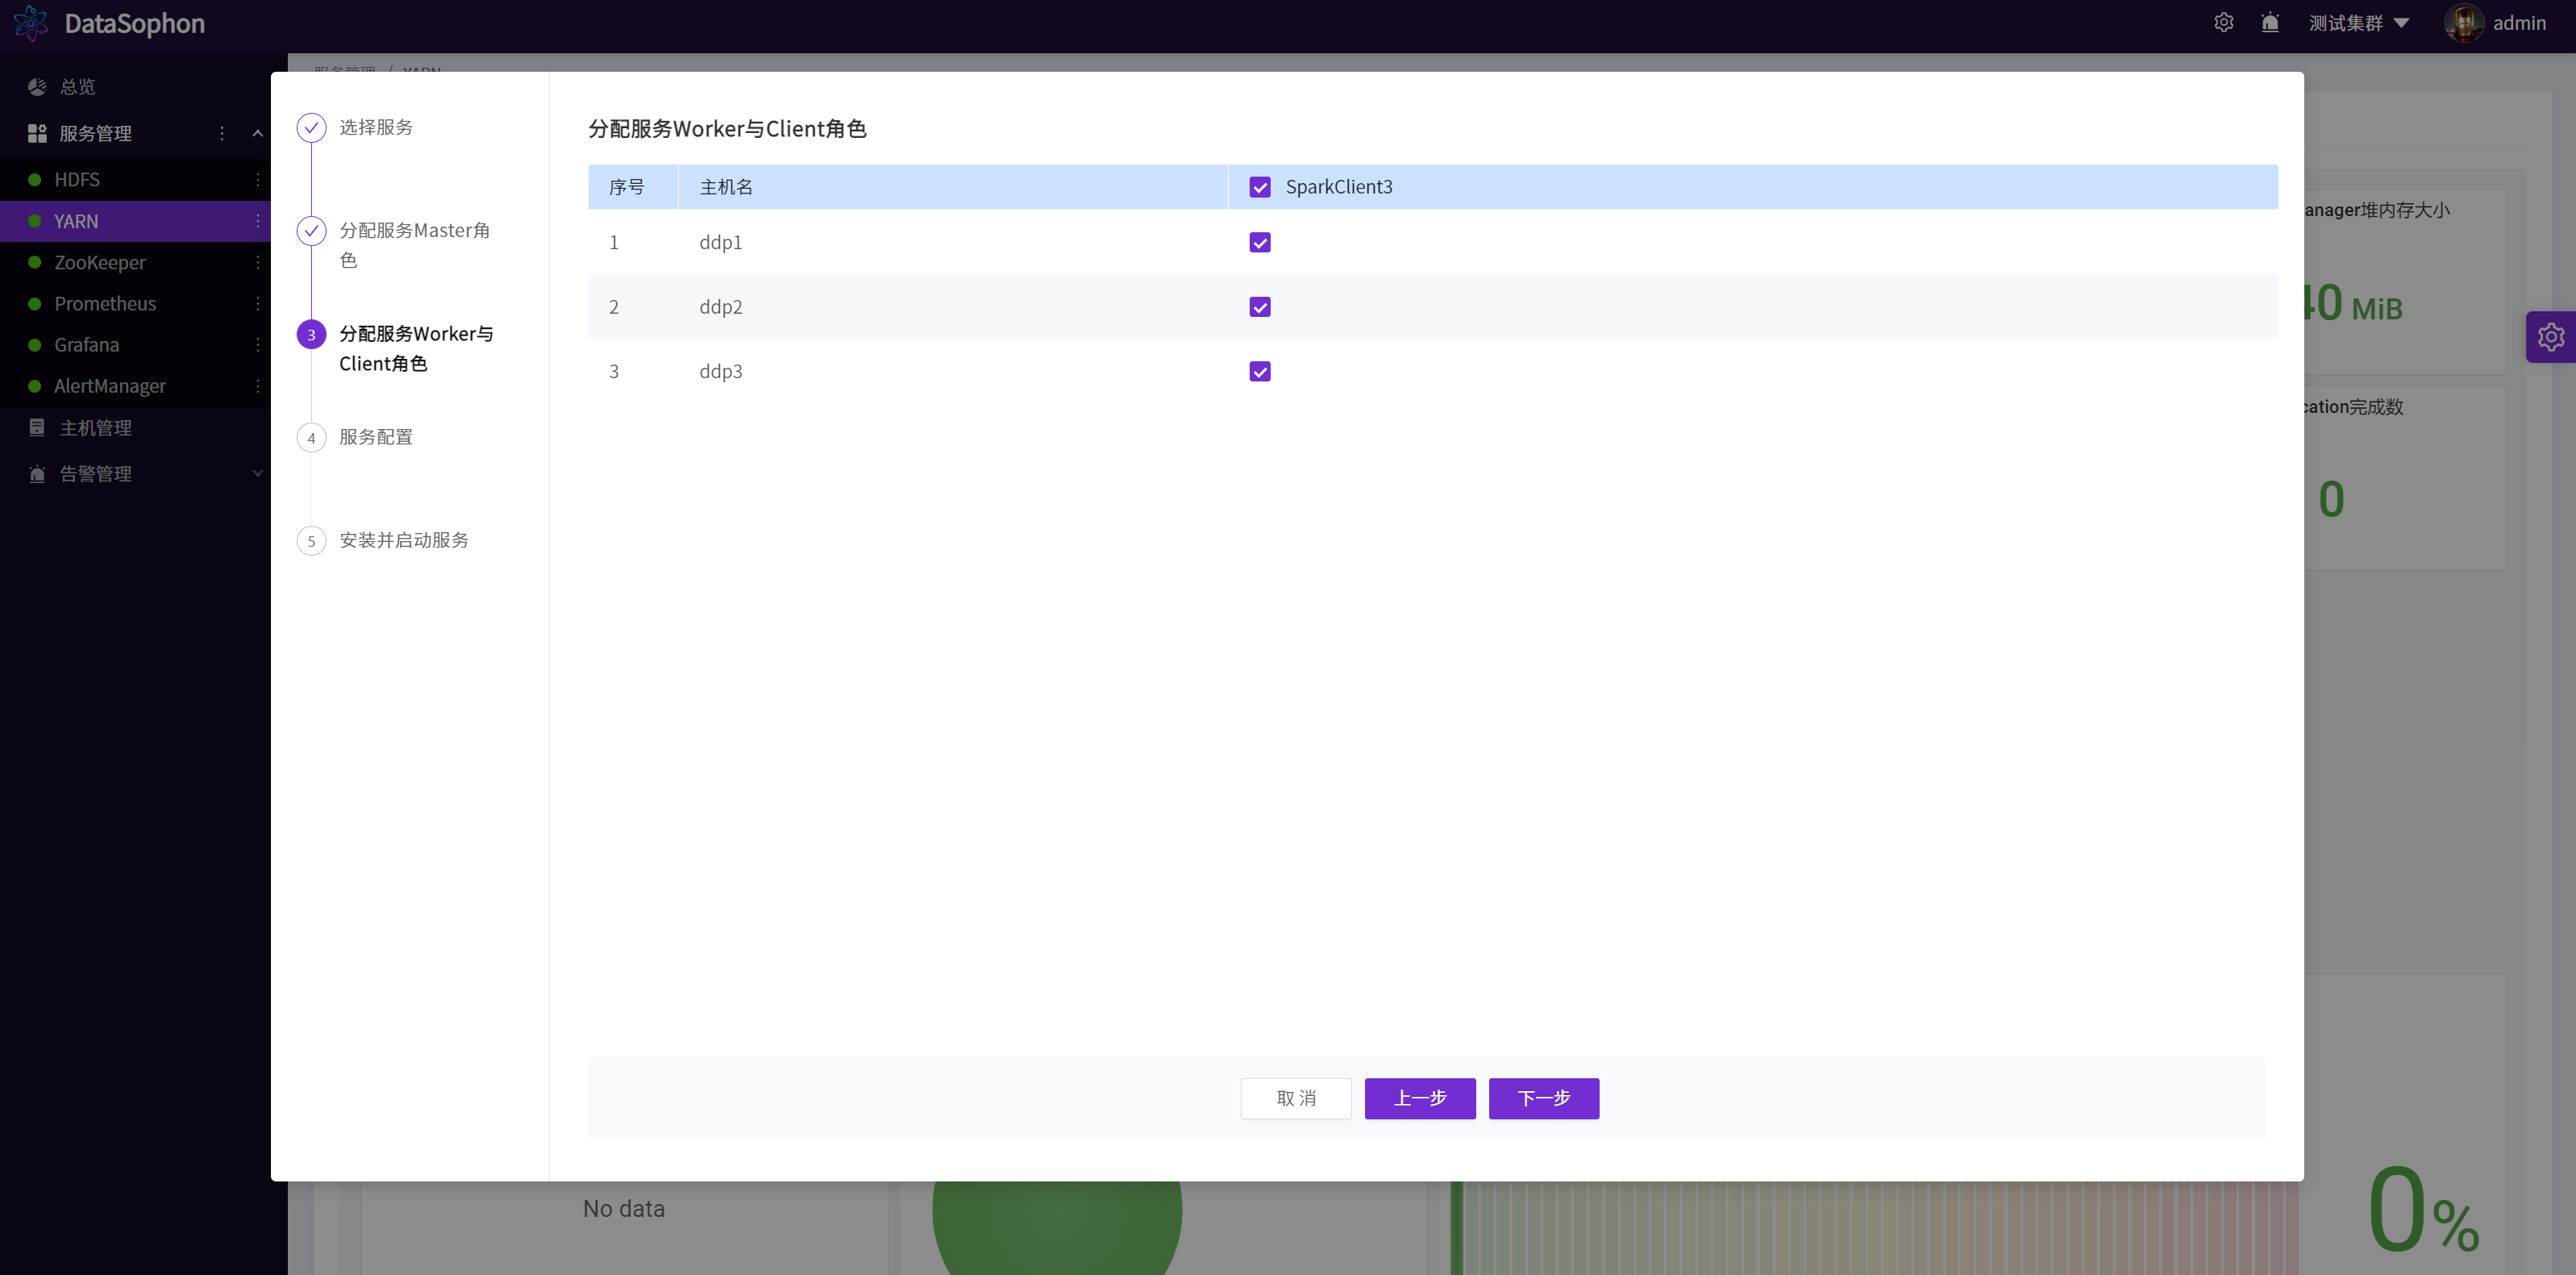 DataSophon
测试集群
admin
服务管理 / YARN
总览
服务管理
HDFS
YARN
ZooKeeper
Prometheus
Grafana
AlertManager
主机管理
告警管理
选择服务
分配服务Master角
色
3
分配服务Worker与
Client角色
4
服务配置
5
安装并启动服务
分配服务Worker与Client角色
序号 主机名 SparkClient3
1 ddp1
2 ddp2
3 ddp3
取 消 上一步 下一步
anager堆内存大小
40 MiB
cation完成数
0
No data
0%